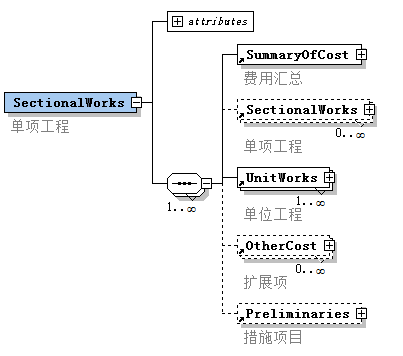 attributes
SummaryOfCost
费用汇总
SectionalWorks
0..∞
单项工程
SectionalWorks
单项工程
1..∞
UnitWorks
1..∞
单位工程
OtherCost
0..∞
扩展项
Preliminaries
措施项目